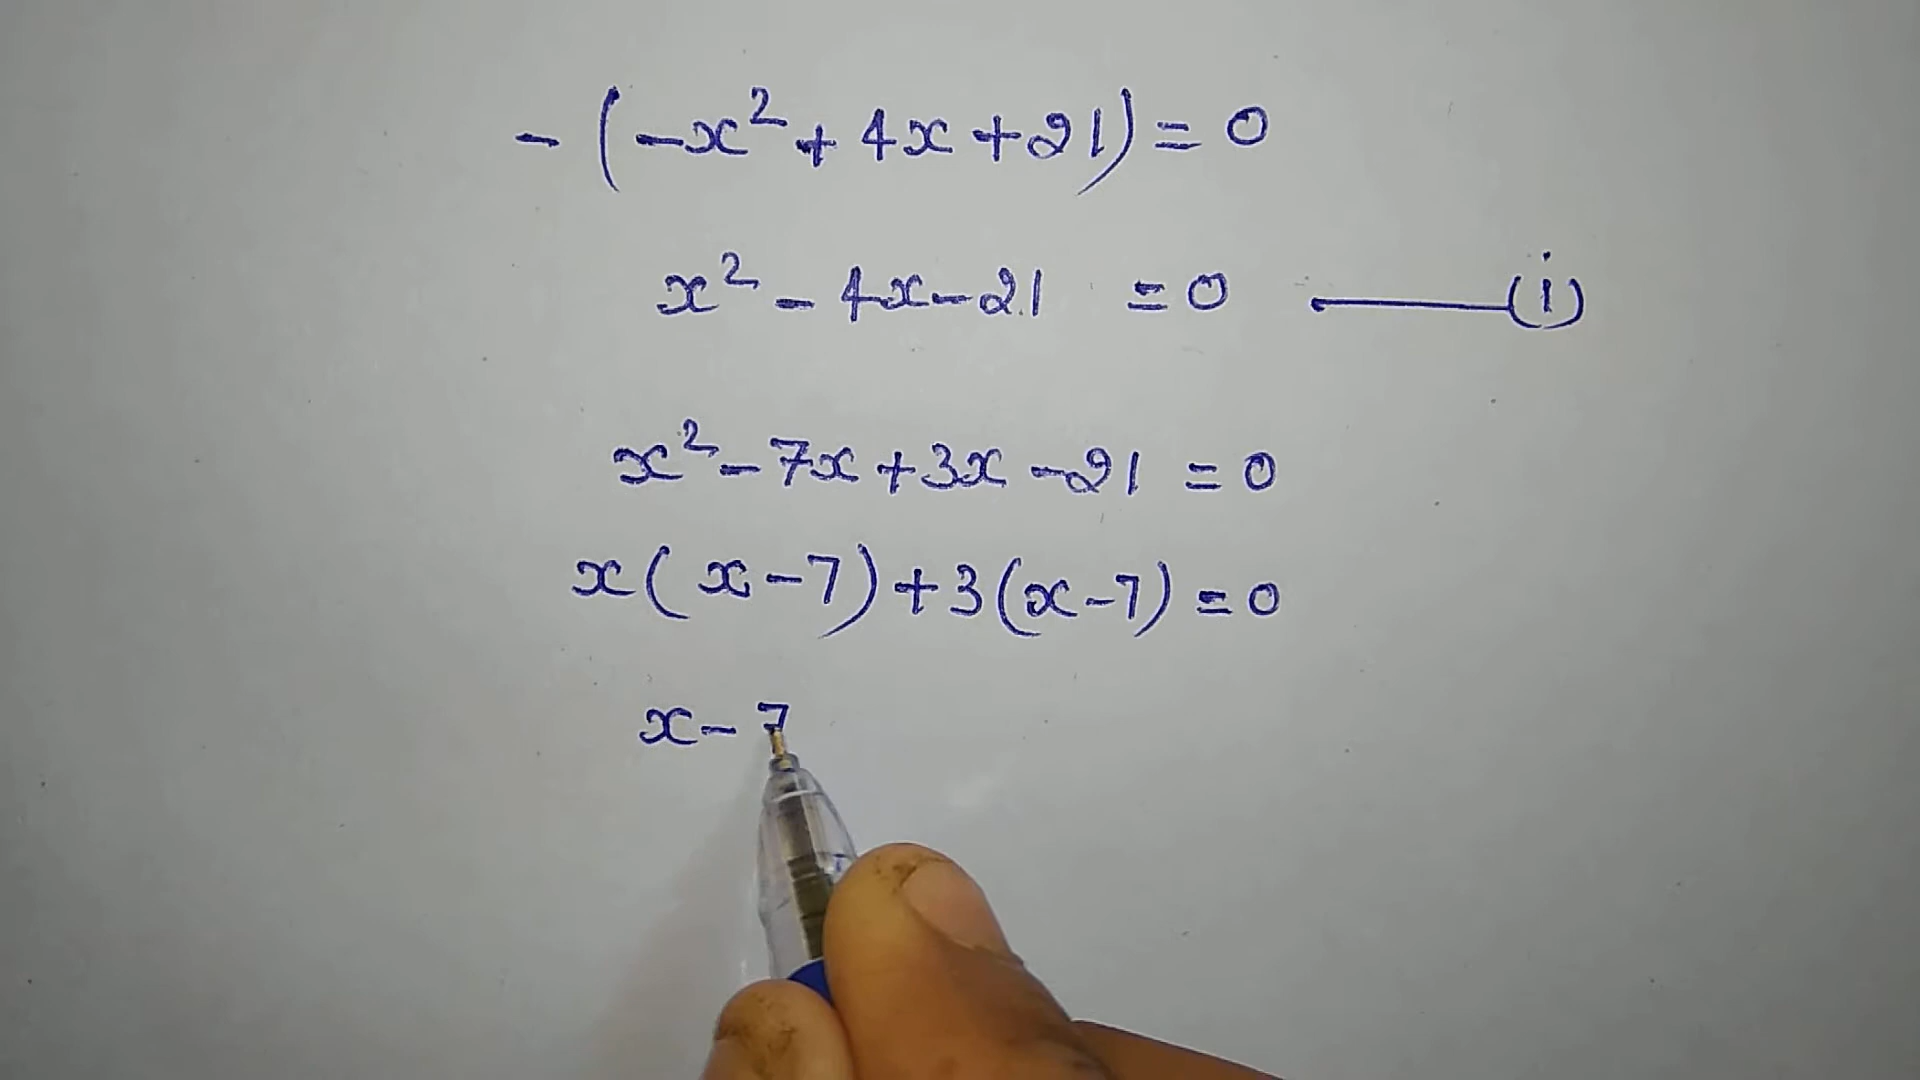 - (-x² + 4x + 21) = 0
x² - 4x - 21 = 0 ——— (i)
x² - 7x + 3x - 21 = 0
x(x - 7) + 3(x - 7) = 0
x - 7